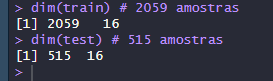 > dim(train) # 2059 amostras
[1] 2059   16
> dim(test) # 515 amostras
[1] 515  16
>